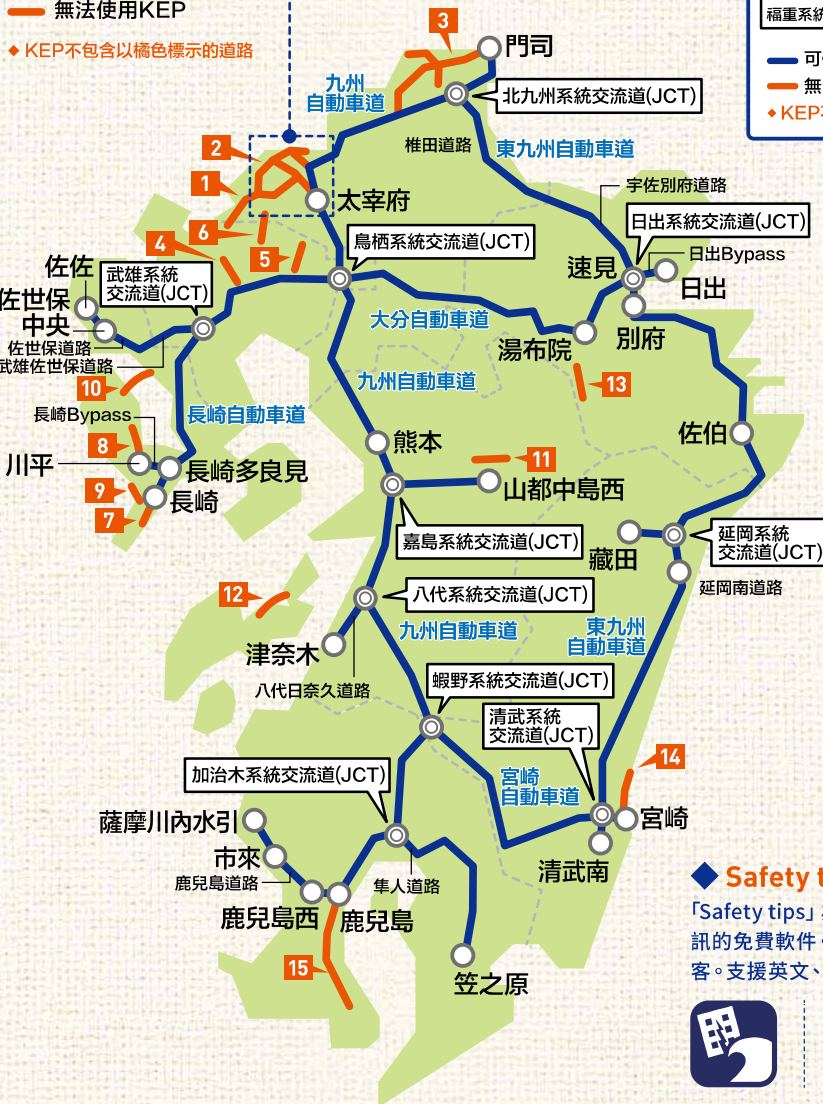 無法使用KEP
◆ KEP不包含以橘色標示的道路
福重系統
可
無
◆ KEP
3
門司
九州
自動車道
北九州系統交流道(JCT)
椎田道路
東九州自動車道
2
1
太宰府
宇佐別府道路
6
4
5
鳥栖系統交流道(JCT)
日出系統交流道(JCT)
日出Bypass
速見
日出
佐佐
武雄系統
交流道(JCT)
佐世保
中央
佐世保道路
武雄佐世保道路
大分自動車道
湯布院
別府
10
九州自動車道
13
長崎Bypass
長崎自動車道
8
川平
長崎多良見
熊本
佐伯
11
9
長崎
7
山都中島西
嘉島系統交流道(JCT)
藏田
延岡系統
交流道(JCT)
延岡南道路
12
八代系統交流道(JCT)
九州自動車道
東九州
自動車道
津奈木
八代日奈久道路
蝦野系統交流道(JCT)
清武系統
交流道(JCT)
14
加治木系統交流道(JCT)
宮崎
自動車道
宮崎
薩摩川內水引
市來
鹿兒島道路
隼人道路
清武南
鹿兒島西
鹿兒島
15
笠之原
◆ Safety t
「Safety tips」
訊的免費軟件
客。支援英文、